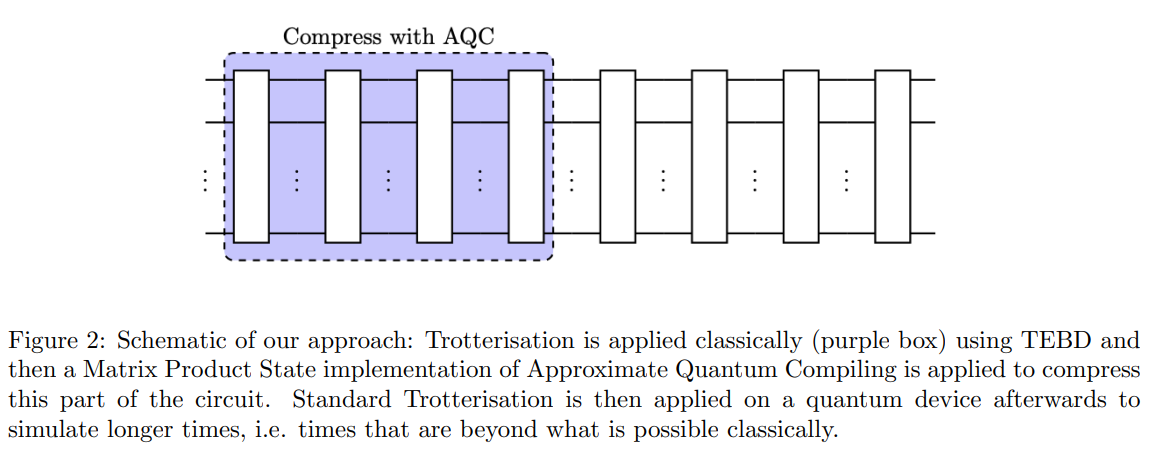 Compress with AQC
Figure 2: Schematic of our approach: Trotterisation is applied classically (purple box) using TEBD and
then a Matrix Product State implementation of Approximate Quantum Compiling is applied to compress
this part of the circuit. Standard Trotterisation is then applied on a quantum device afterwards to
simulate longer times, i.e. times that are beyond what is possible classically.